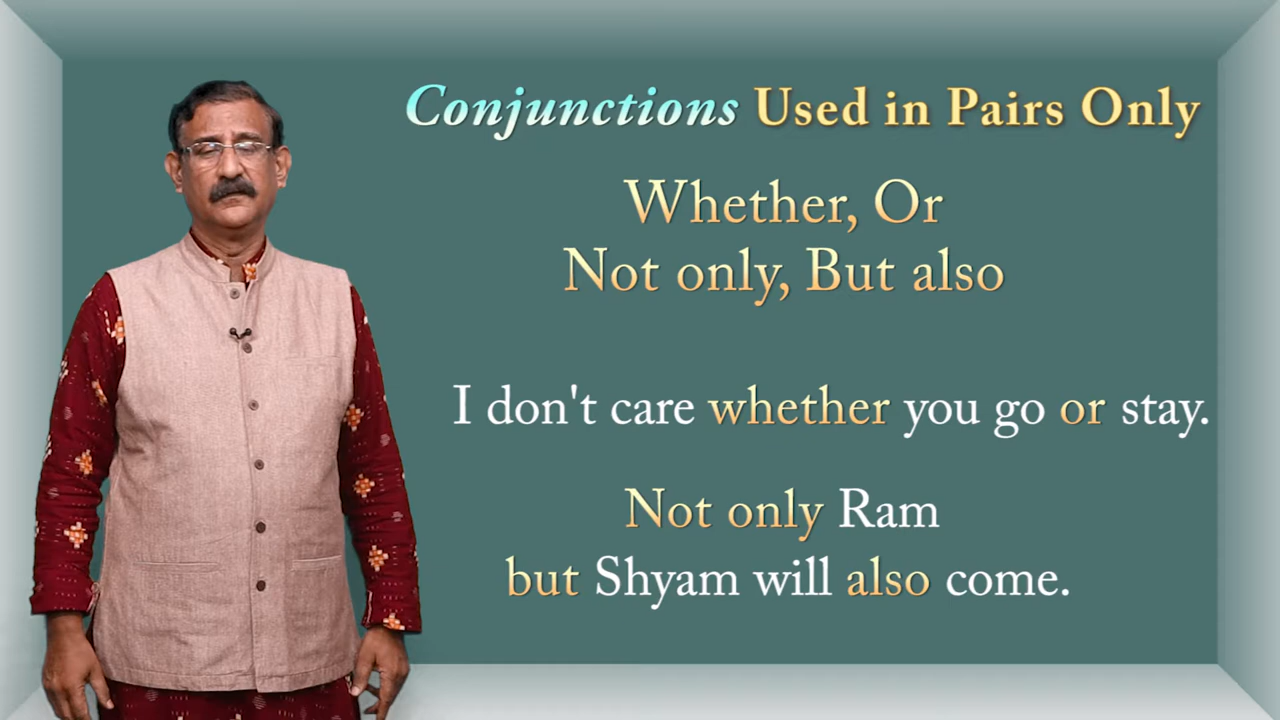 Conjunctions Used in Pairs Only
Whether, Or
Not only, But also
I don't care whether you go or stay.
Not only Ram
but Shyam will also come.